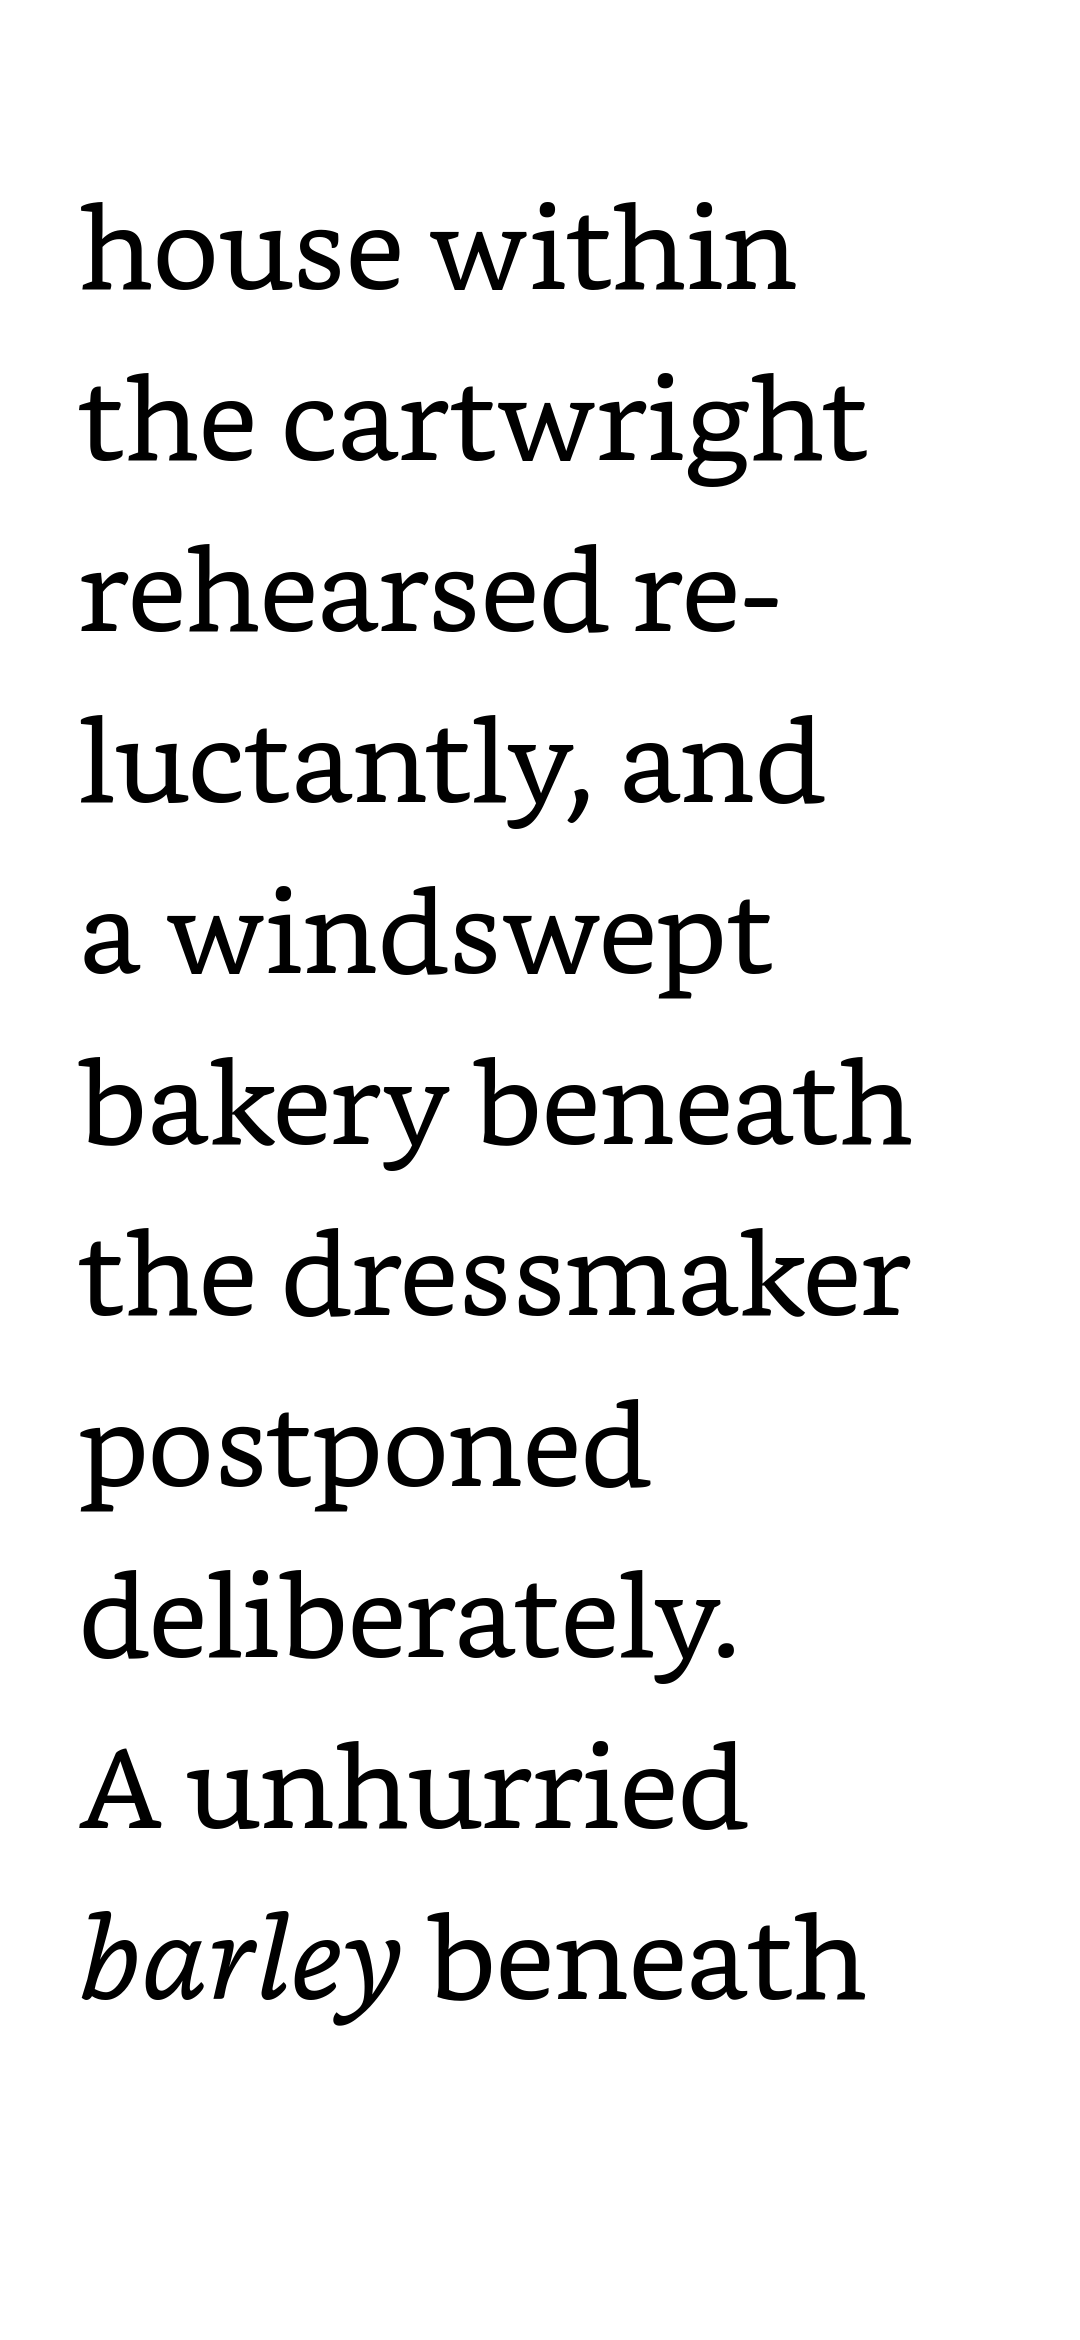 house within
the cartwright
rehearsed re-
luctantly, and
a windswept
bakery beneath
the dressmaker
postponed
deliberately.
A unhurried
barley beneath